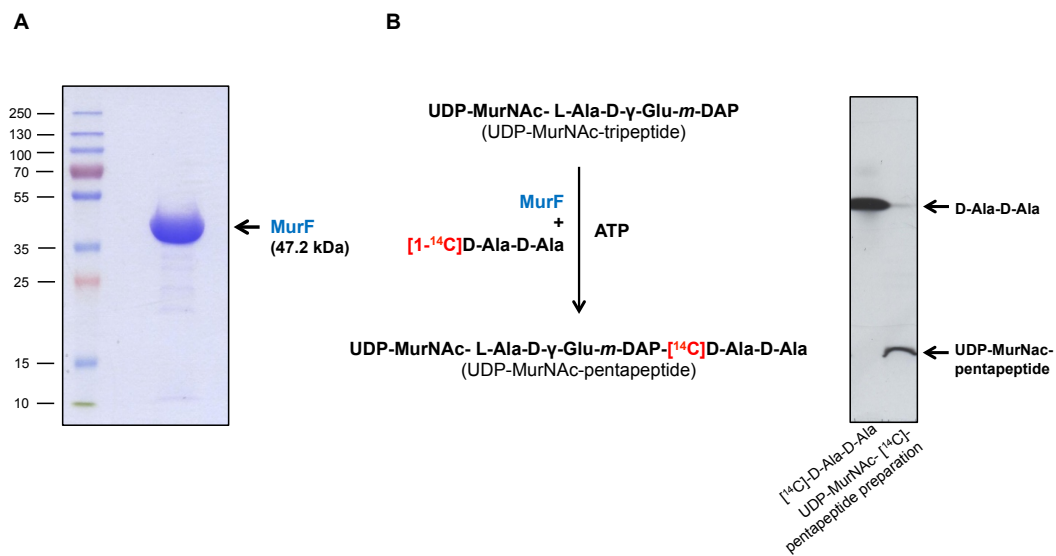 A
B
250
130
100
70
55
40
35
25
15
10
MurF
(47.2 kDa)
UDP-MurNAc- L-Ala-D-γ-Glu-m-DAP
(UDP-MurNAc-tripeptide)
MurF
+
[1-¹⁴C]D-Ala-D-Ala
ATP
UDP-MurNAc- L-Ala-D-γ-Glu-m-DAP-[¹⁴C]D-Ala-D-Ala
(UDP-MurNAc-pentapeptide)
D-Ala-D-Ala
UDP-MurNac-
pentapeptide
[¹⁴C]-D-Ala-D-Ala
UDP-MurNAc- [¹⁴C]-
pentapeptide preparation